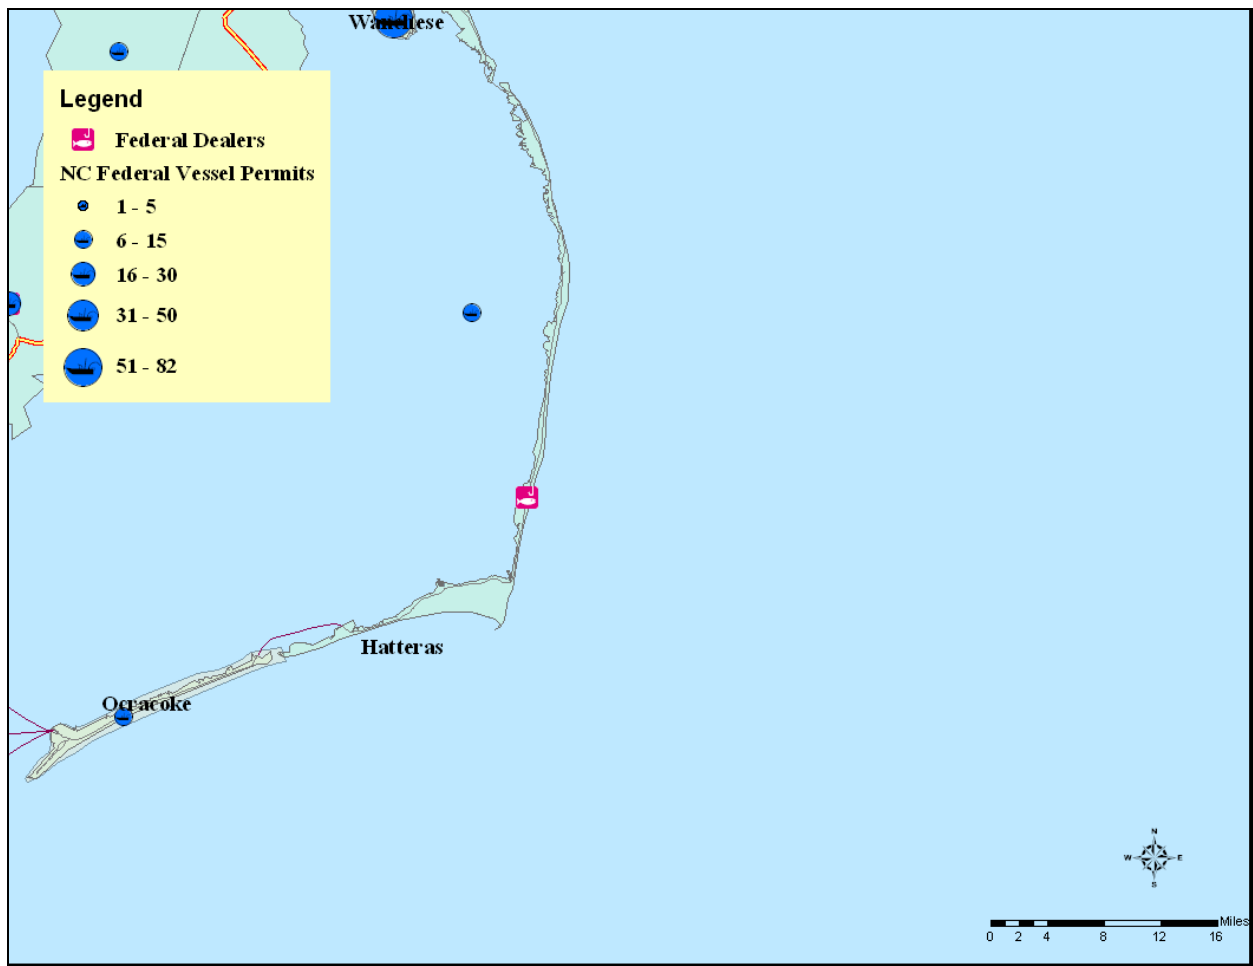 Wanchese
Legend
Federal Dealers
NC Federal Vessel Permits
1 - 5
6 - 15
16 - 30
31 - 50
51 - 82
Hatteras
Ocracoke
N
W E
S
Miles
0 2 4 8 12 16